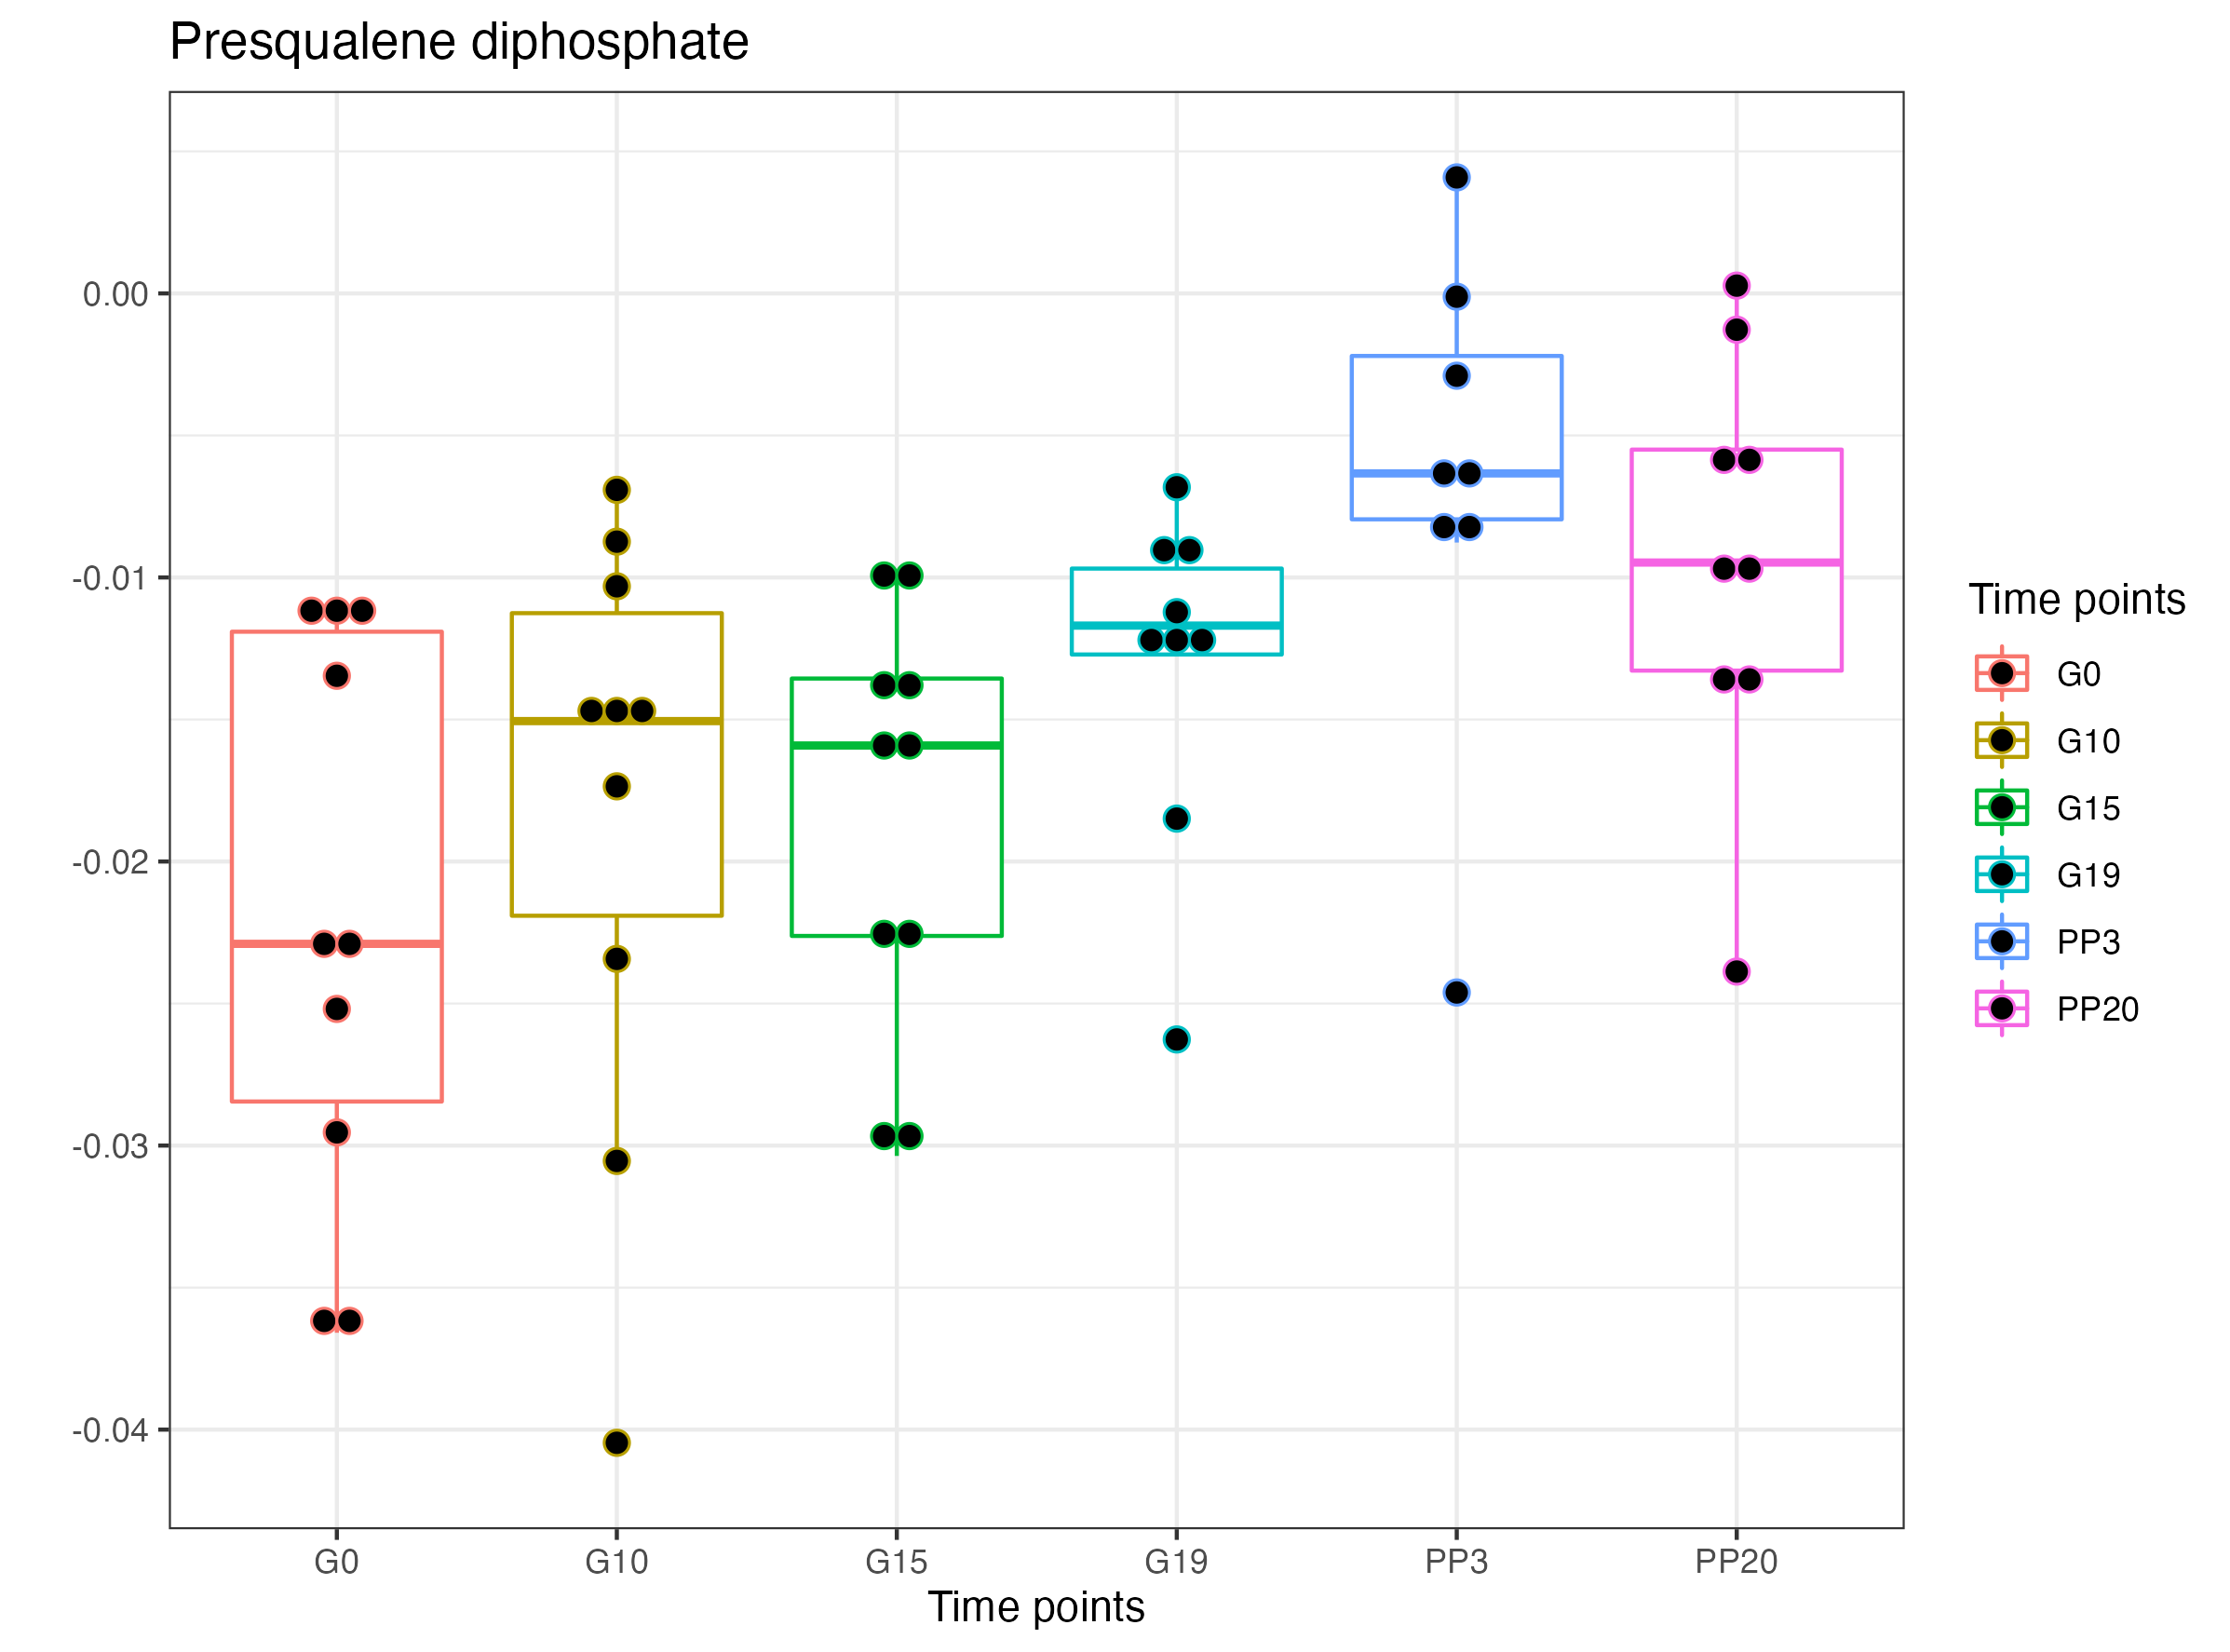 Presqualene diphosphate
0.00
-0.01
-0.02
-0.03
-0.04
G0 G10 G15 G19 PP3 PP20
Time points
Time points
G0
G10
G15
G19
PP3
PP20